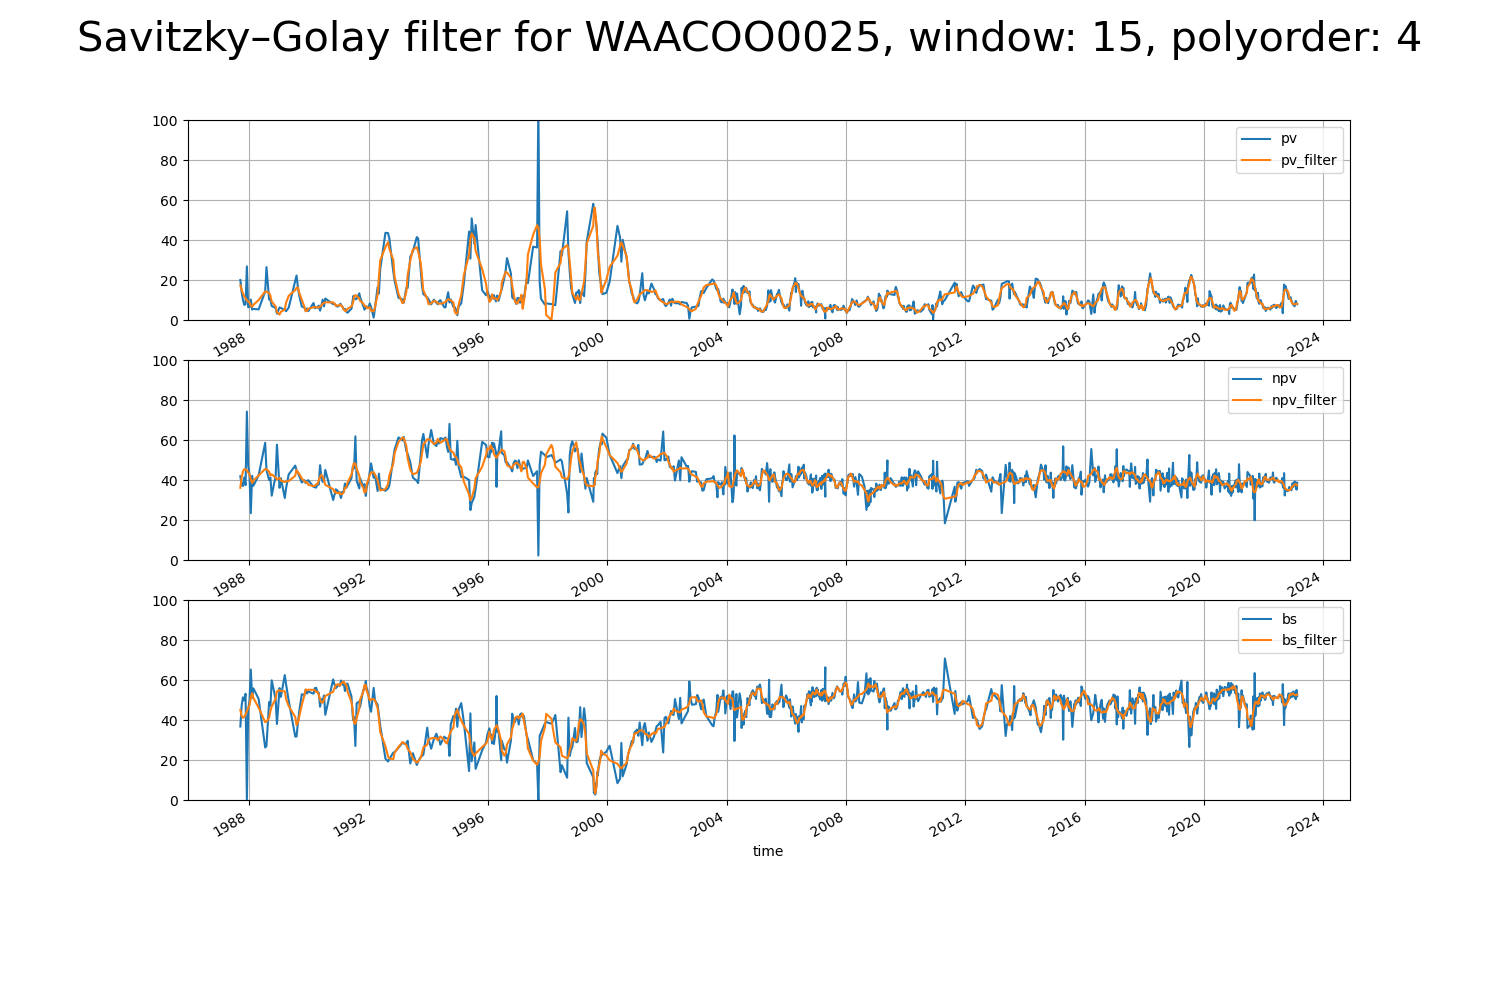 Savitzky–Golay filter for WAACOO0025, window: 15, polyorder: 4
100
80
60
40
20
0
pv
pv_filter
1988 1992 1996 2000 2004 2008 2012 2016 2020 2024
100
80
60
40
20
0
npv
npv_filter
1988 1992 1996 2000 2004 2008 2012 2016 2020 2024
100
80
60
40
20
0
bs
bs_filter
1988 1992 1996 2000 2004 2008 2012 2016 2020 2024
time